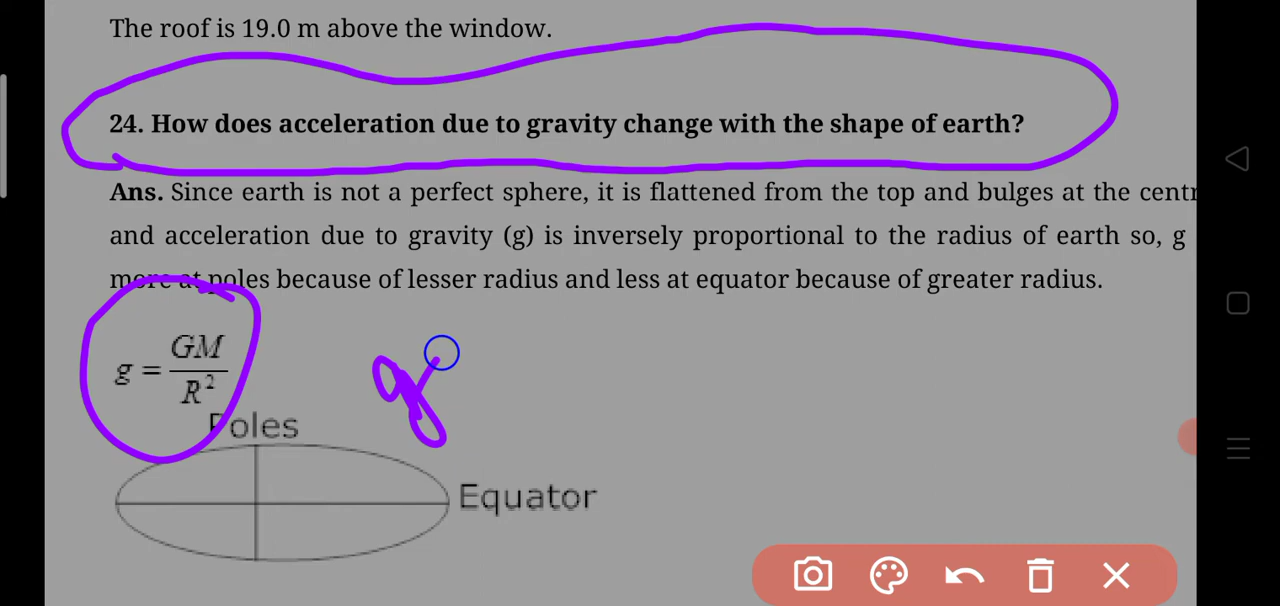 The roof is 19.0 m above the window.
24. How does acceleration due to gravity change with the shape of earth?
Ans. Since earth is not a perfect sphere, it is flattened from the top and bulges at the centr
and acceleration due to gravity (g) is inversely proportional to the radius of earth so, g
more at poles because of lesser radius and less at equator because of greater radius.
g = GM / R²
g
Poles
Equator